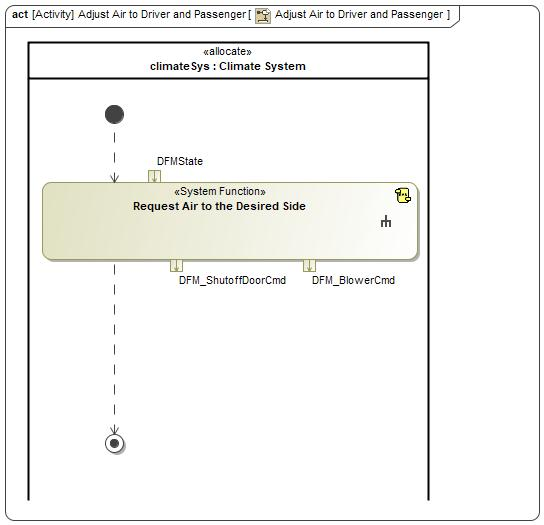 act [Activity] Adjust Air to Driver and Passenger [ Adjust Air to Driver and Passenger ]
«allocate»
climateSys : Climate System
DFMState
«System Function»
Request Air to the Desired Side
DFM_ShutoffDoorCmd
DFM_BlowerCmd